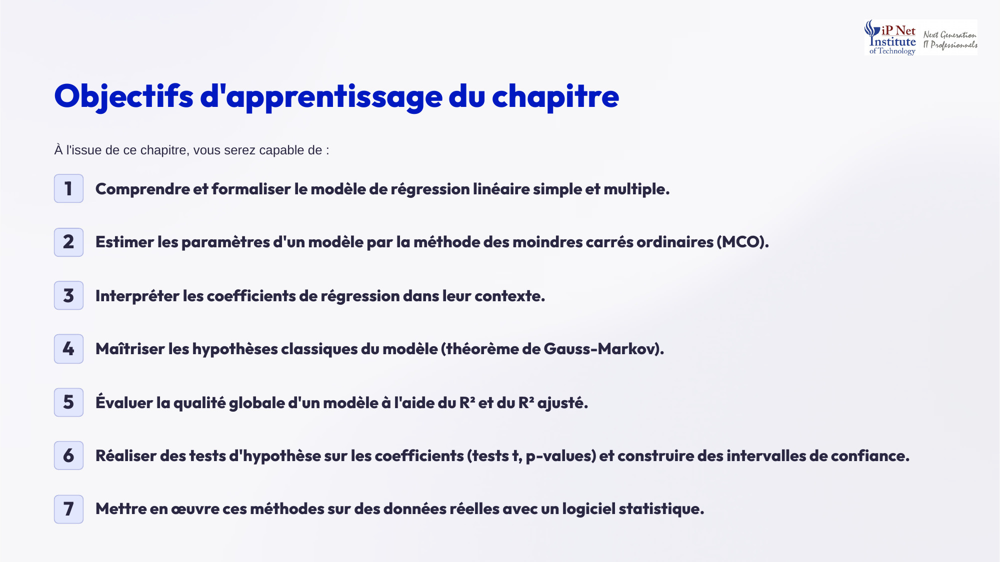 iP Net
Institute
of Technology
Next Generation
IT Professionnels
Objectifs d'apprentissage du chapitre
À l'issue de ce chapitre, vous serez capable de :
1 Comprendre et formaliser le modèle de régression linéaire simple et multiple.
2 Estimer les paramètres d'un modèle par la méthode des moindres carrés ordinaires (MCO).
3 Interpréter les coefficients de régression dans leur contexte.
4 Maîtriser les hypothèses classiques du modèle (théorème de Gauss-Markov).
5 Évaluer la qualité globale d'un modèle à l'aide du R² et du R² ajusté.
6 Réaliser des tests d'hypothèse sur les coefficients (tests t, p-values) et construire des intervalles de confiance.
7 Mettre en œuvre ces méthodes sur des données réelles avec un logiciel statistique.